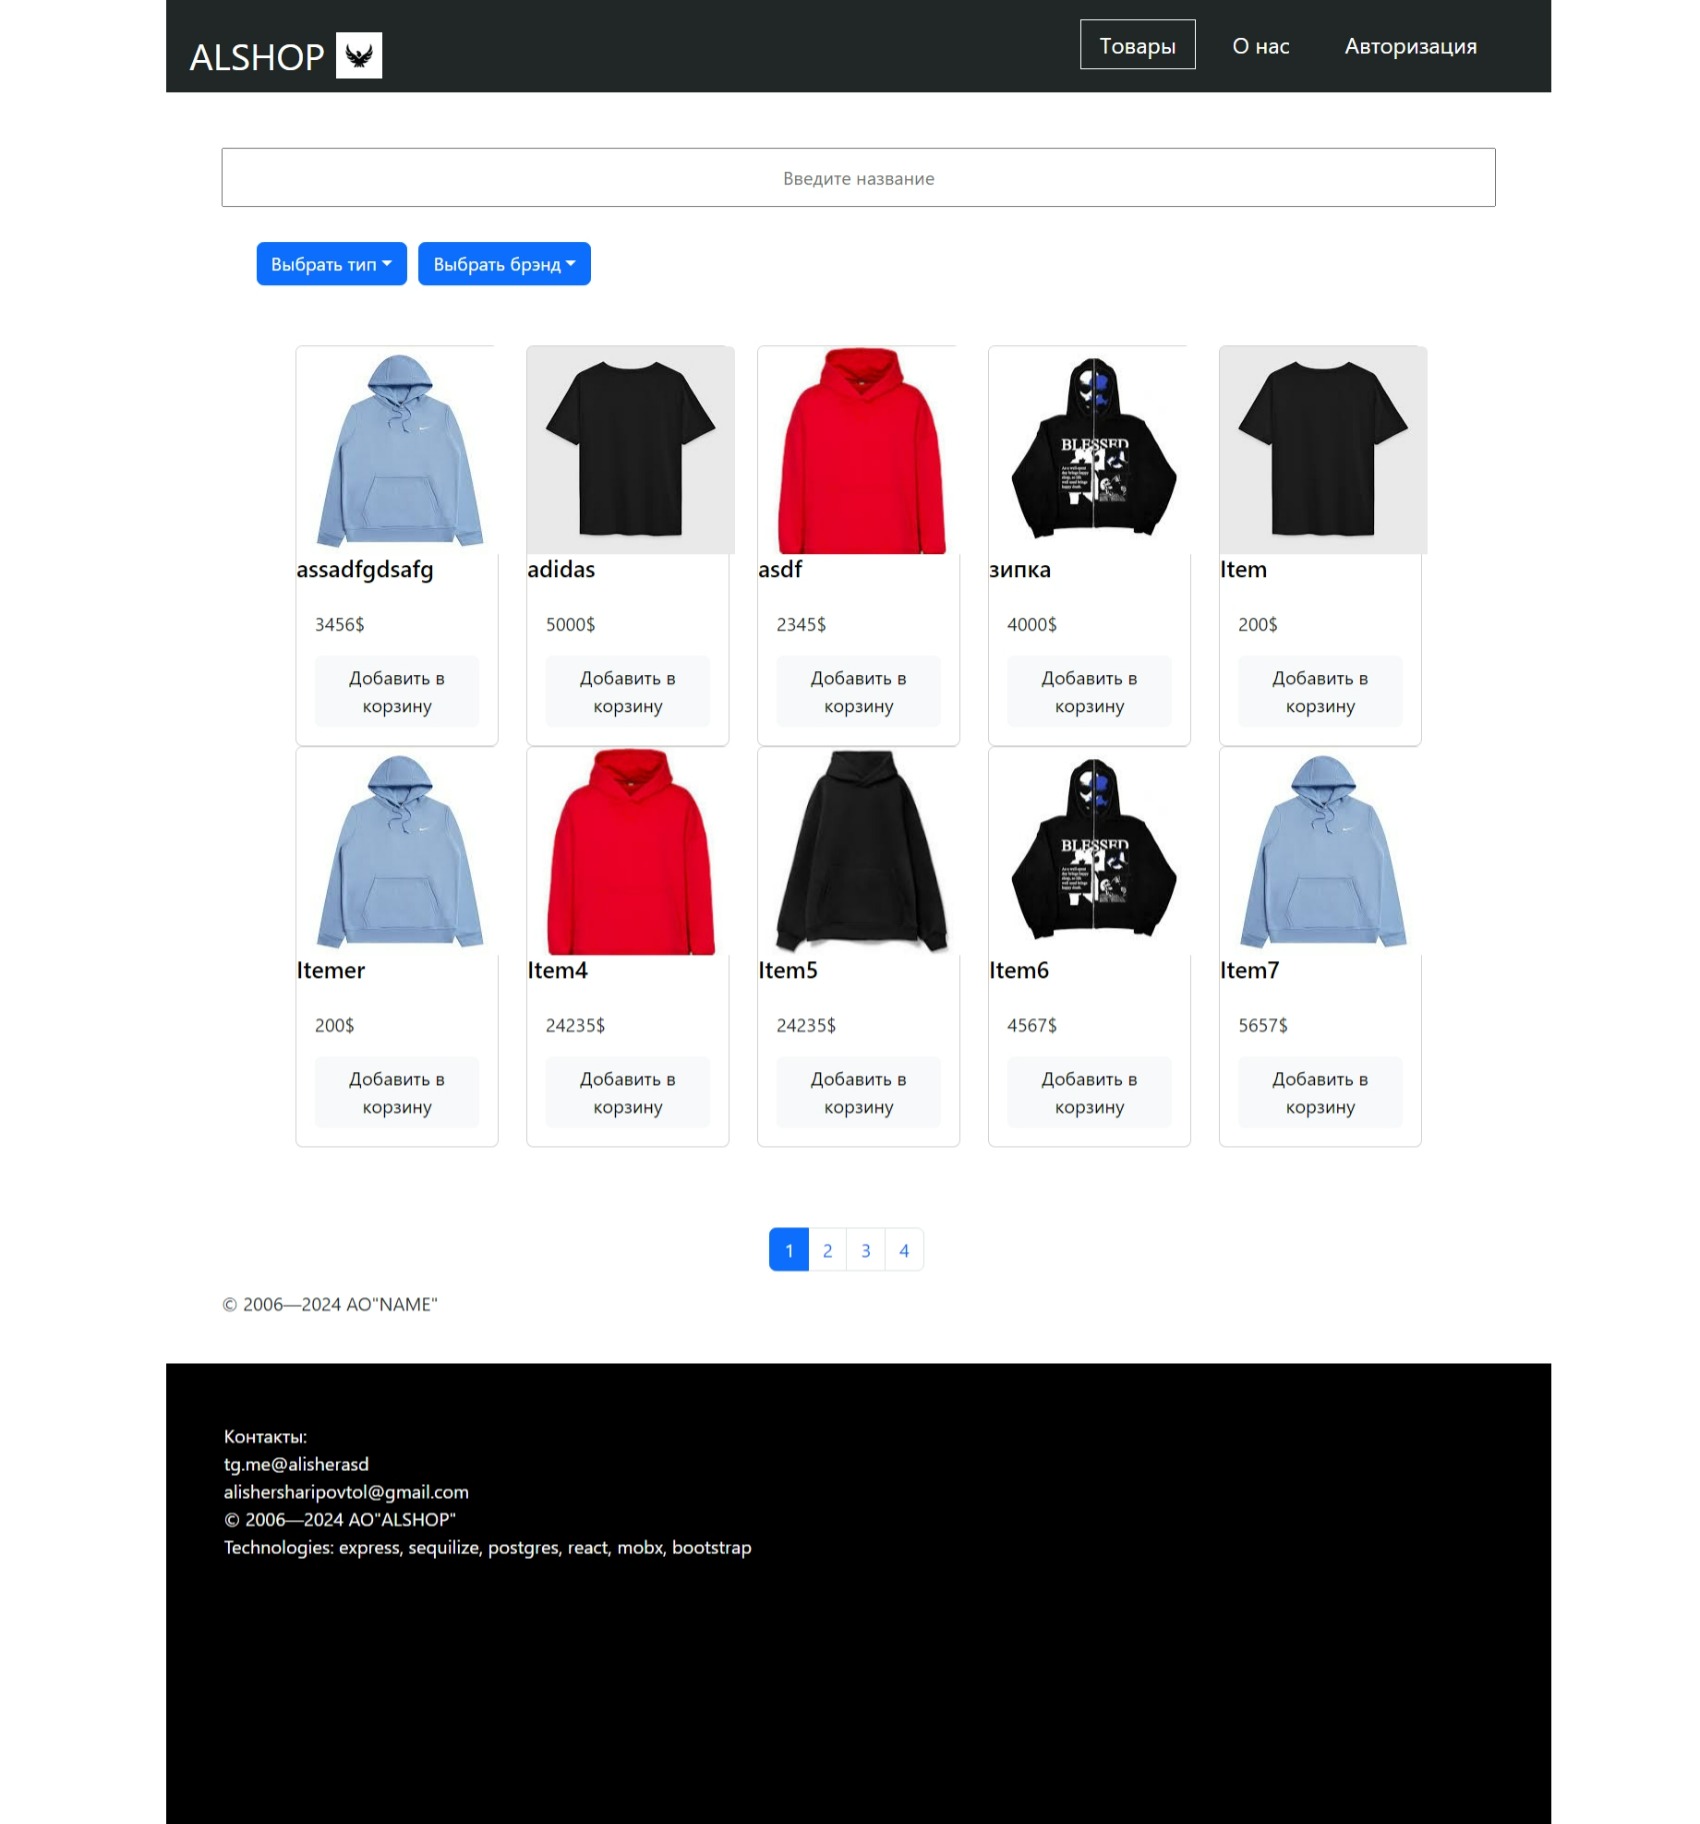 ALSHOP
Товары
О нас
Авторизация
Введите название
Выбрать тип
Выбрать брэнд
BLESSED
assadfgdsafg
adidas
asdf
зипка
Item
3456$
5000$
2345$
4000$
200$
Добавить в
корзину
Добавить в
корзину
Добавить в
корзину
Добавить в
корзину
Добавить в
корзину
BLESSED
Itemer
Item4
Item5
Item6
Item7
200$
24235$
24235$
4567$
5657$
Добавить в
корзину
Добавить в
корзину
Добавить в
корзину
Добавить в
корзину
Добавить в
корзину
1 2 3 4
© 2006—2024 АО"NAME"
Контакты:
tg.me@alisherasd
alishersharipovtol@gmail.com
© 2006—2024 АО"ALSHOP"
Technologies: express, sequilize, postgres, react, mobx, bootstrap